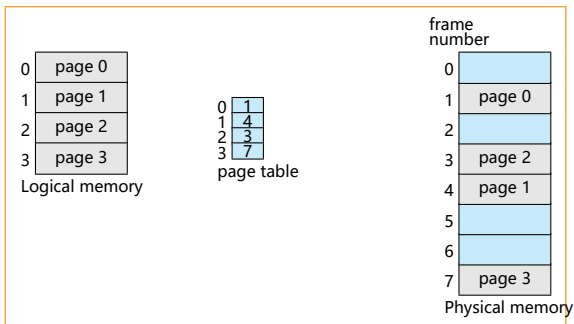 0 page 0
1 page 1
2 page 2
3 page 3
Logical memory
0 1
1 4
2 3
3 7
page table
frame
number
0
1 page 0
2
3 page 2
4 page 1
5
6
7 page 3
Physical memory